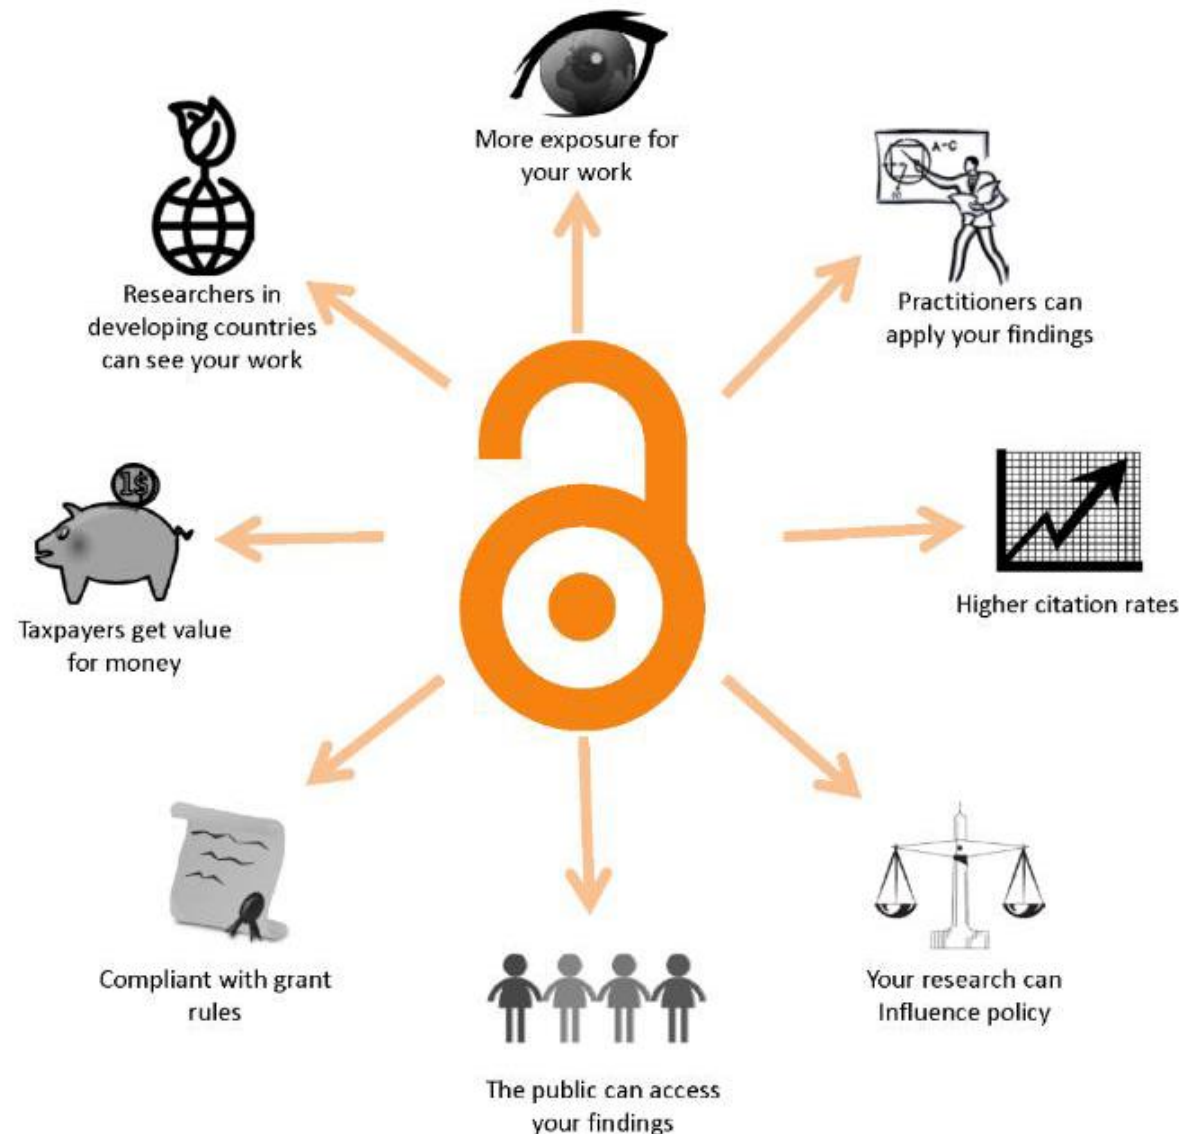 More exposure for
your work
A-C
Practitioners can
apply your findings
Higher citation rates
Your research can
Influence policy
The public can access
your findings
Compliant with grant
rules
1$
Taxpayers get value
for money
Researchers in
developing countries
can see your work